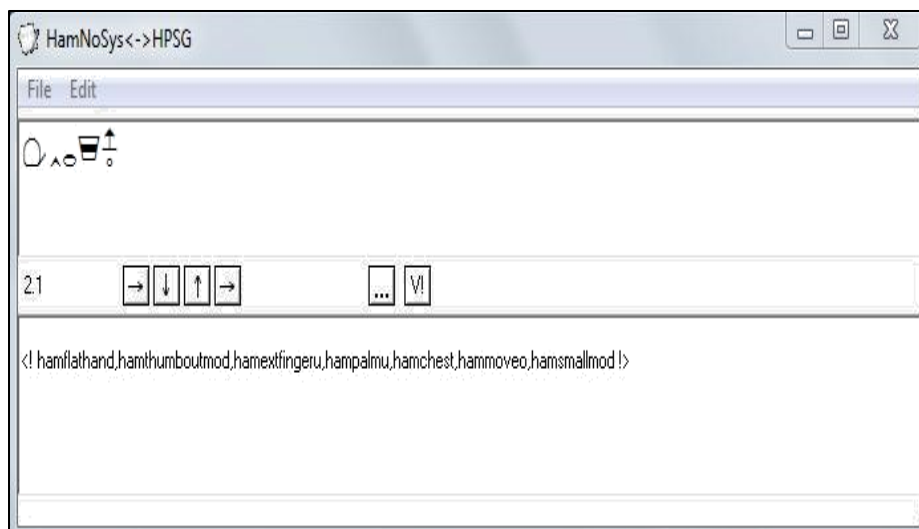 HamNoSys<->HPSG
File Edit
2.1 → ↓ ↑ → ... V!
<! hamflathand,hamthumboutmod,hamextfingeru,hampalmu,hamchest,hammoveo,hamsmallmod !>